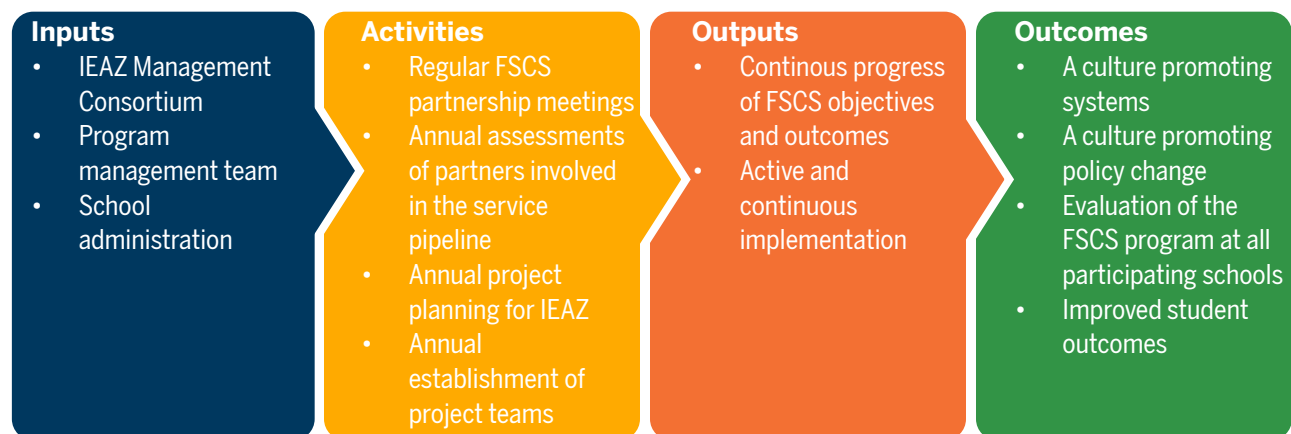 Inputs
• IEAZ Management
Consortium
• Program
management team
• School
administration
Activities
• Regular FSCS
partnership meetings
• Annual assessments
of partners involved
in the service
pipeline
• Annual project
planning for IEAZ
• Annual
establishment of
project teams
Outputs
• Continous progress
of FSCS objectives
and outcomes
• Active and
continuous
implementation
Outcomes
• A culture promoting
systems
• A culture promoting
policy change
• Evaluation of the
FSCS program at all
participating schools
• Improved student
outcomes